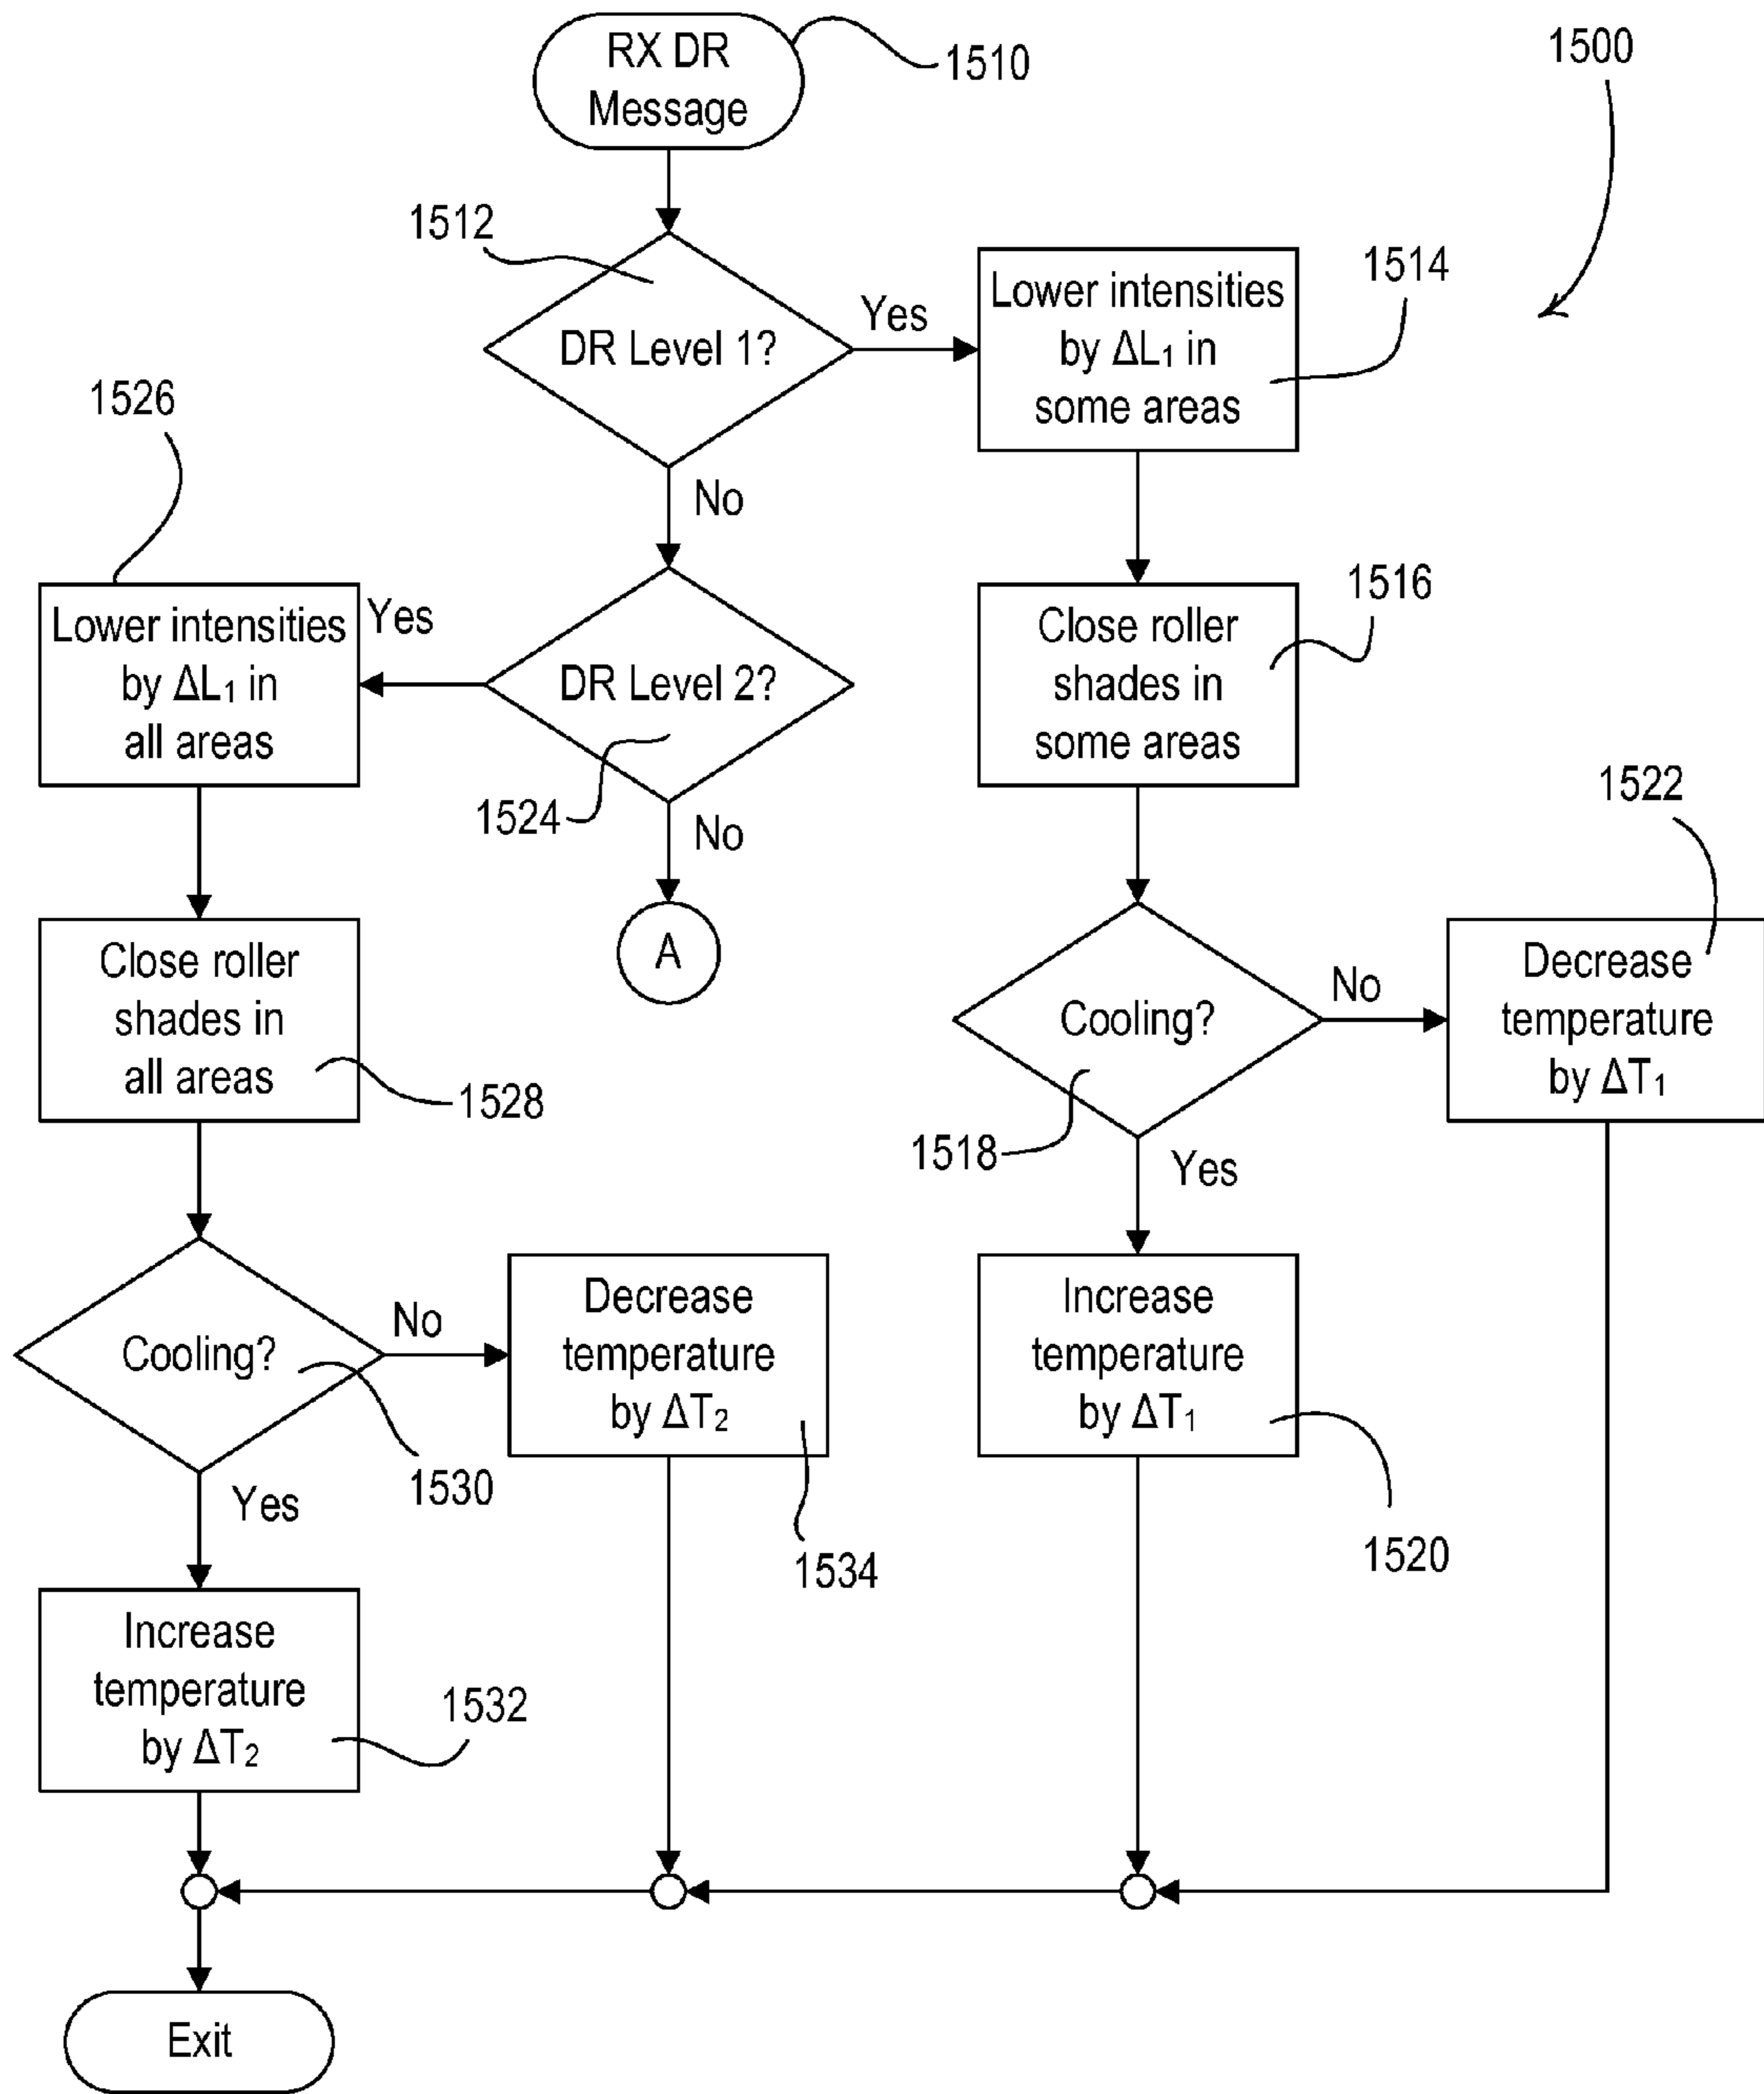 RX DR
Message
1510
1500
1512
DR Level 1?
Yes
No
Lower intensities
by ΔL₁ in
some areas
1514
1526
Lower intensities
by ΔL₁ in
all areas
Yes
DR Level 2?
1524
No
A
Close roller
shades in
some areas
1516
1522
Close roller
shades in
all areas
1528
Cooling?
1518
No
Yes
Decrease
temperature
by ΔT₁
Cooling?
1530
No
Yes
Decrease
temperature
by ΔT₂
1534
Increase
temperature
by ΔT₁
1520
Increase
temperature
by ΔT₂
1532
Exit